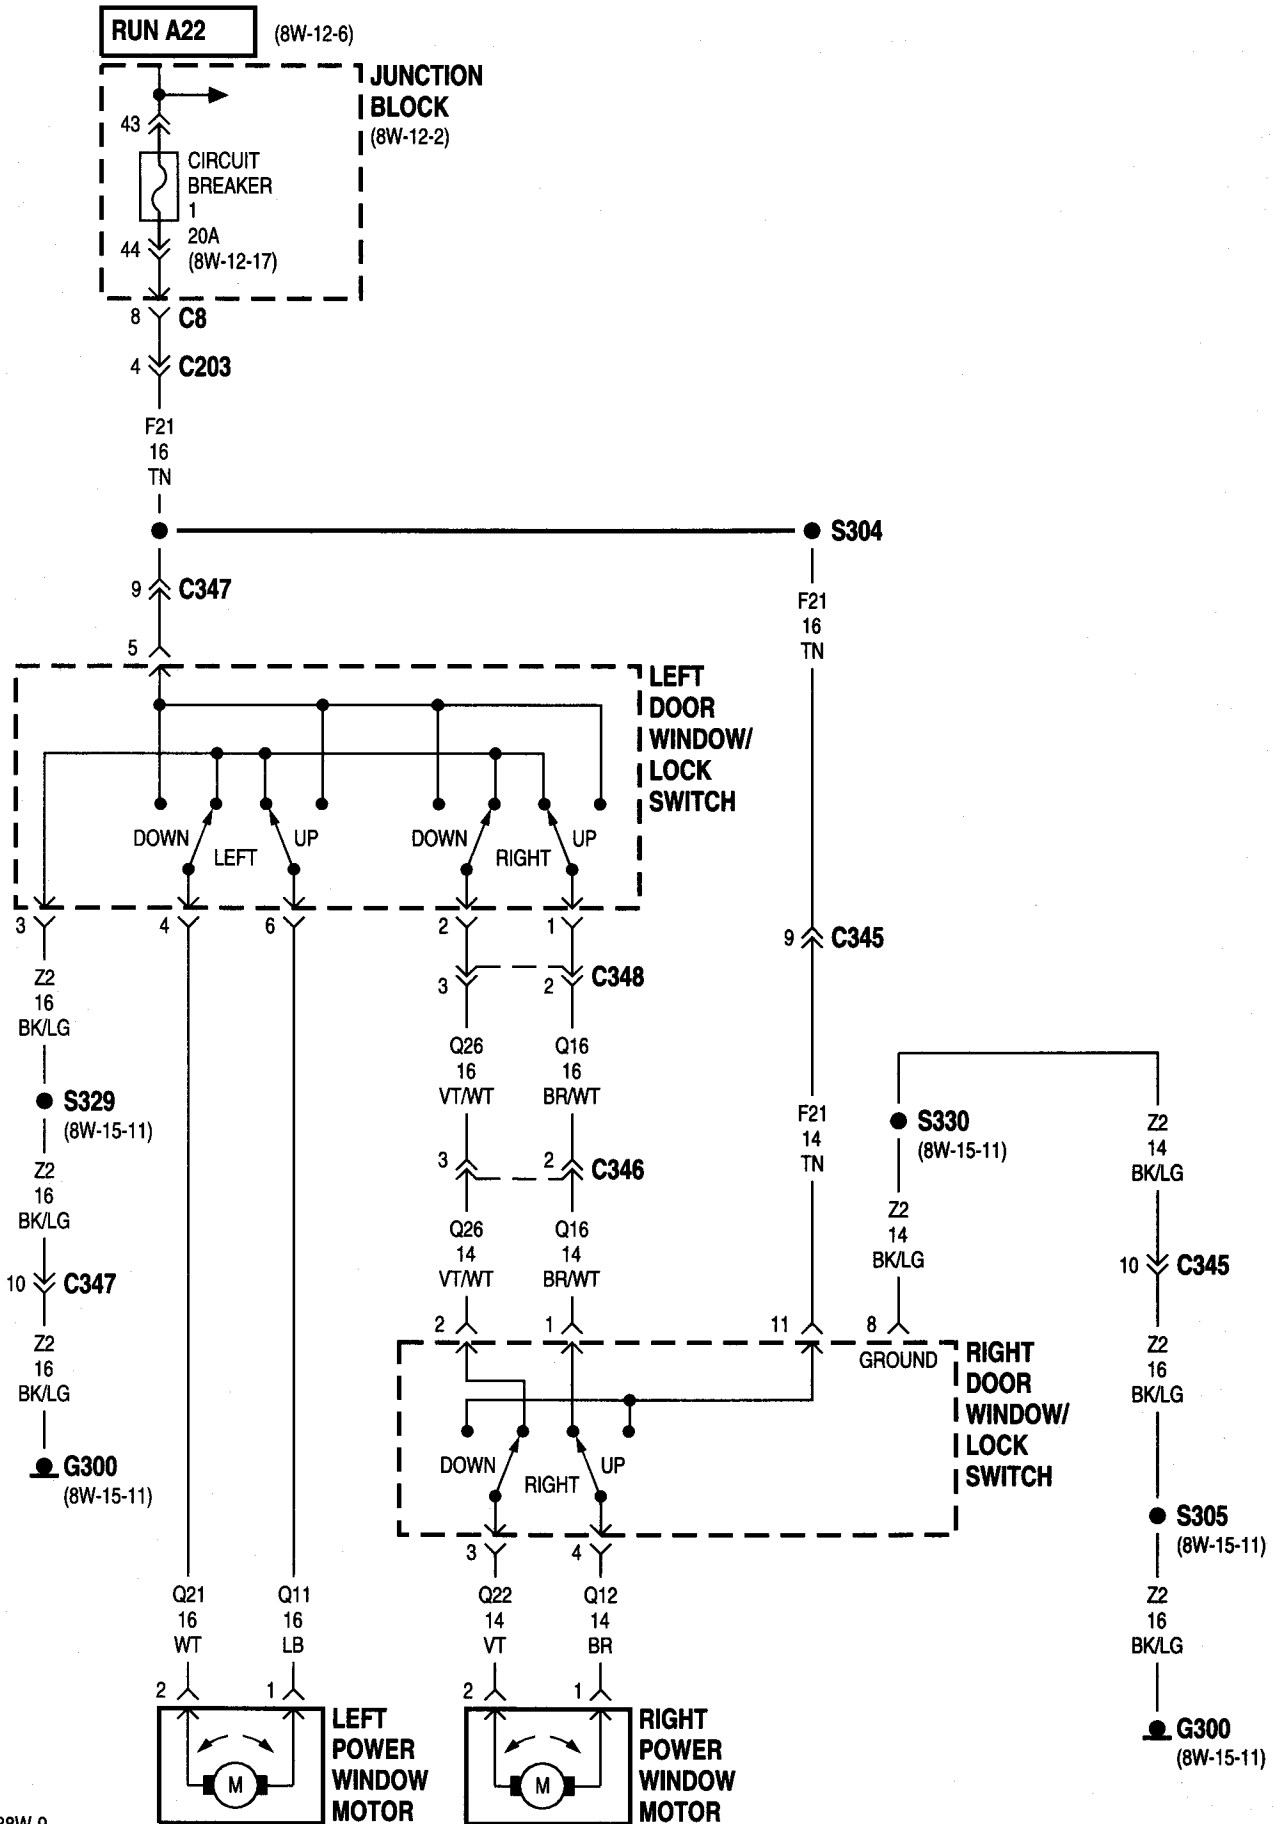 RUN A22 (8W-12-6)
JUNCTION
BLOCK
(8W-12-2)
43
CIRCUIT
BREAKER
1
20A
(8W-12-17)
44
8 C8
4 C203
F21
16
TN
S304
9 C347
5
F21
16
TN
LEFT
DOOR
WINDOW/
LOCK
SWITCH
DOWN LEFT UP
DOWN RIGHT UP
3 4 6 2 1
9 C345
3 2 C348
Z2
16
BK/LG
Q26
16
VT/WT
Q16
16
BR/WT
S329
(8W-15-11)
F21
14
TN
S330
(8W-15-11)
Z2
14
BK/LG
3 2 C346
Z2
16
BK/LG
Q26
14
VT/WT
Q16
14
BR/WT
Z2
14
BK/LG
10 C347
10 C345
2 1 11 8
GROUND
Z2
16
BK/LG
RIGHT
DOOR
WINDOW/
LOCK
SWITCH
Z2
16
BK/LG
DOWN RIGHT UP
G300
(8W-15-11)
S305
(8W-15-11)
3 4
Q21
16
WT
Q11
16
LB
Q22
14
VT
Q12
14
BR
Z2
16
BK/LG
2 1 2 1
LEFT
POWER
WINDOW
MOTOR
M
RIGHT
POWER
WINDOW
MOTOR
M
G300
(8W-15-11)